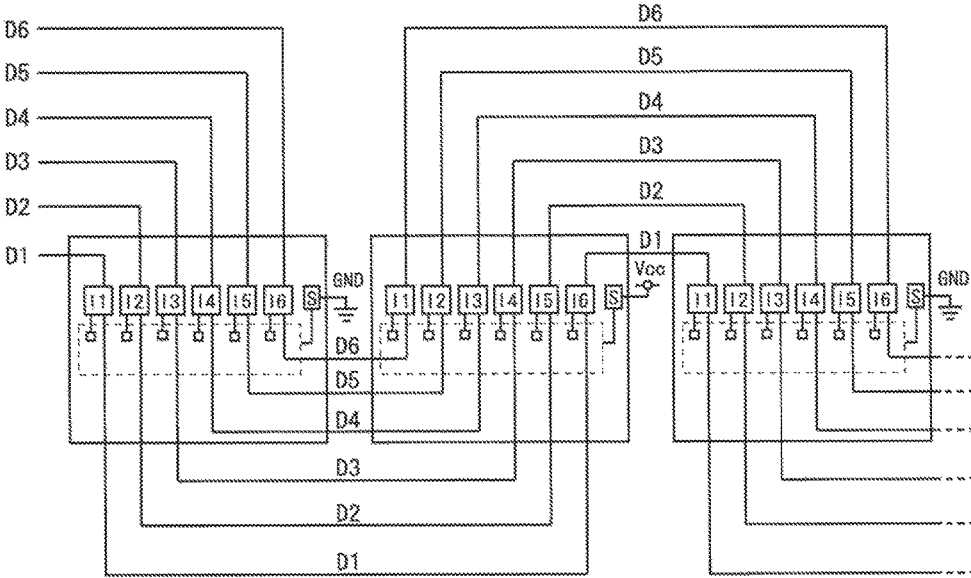 D6
D6
D5
D5
D4
D4
D3
D3
D2
D2
D1
D1
GND
Vcc
GND
I1 I2 I3 I4 I5 I6 S
I1 I2 I3 I4 I5 I6 S
I1 I2 I3 I4 I5 I6 S
D6
D5
D4
D3
D2
D1